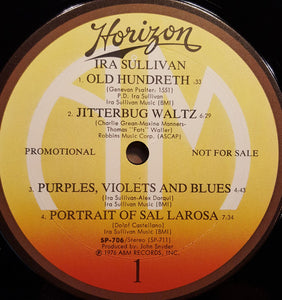 Horizon
IRA SULLIVAN
1. OLD HUNDRETH :33
(Genevan Psalter, 1551)
P.D. Ira Sullivan
Ira Sullivan Music (BMI)
2. JITTERBUG WALTZ 6:29
(Charlie Green-Maxine Manners-
Thomas "Fats" Waller)
Robbins Music Corp. (ASCAP)
PROMOTIONAL NOT FOR SALE
3. PURPLES, VIOLETS AND BLUES 4:43
(Ira Sullivan-Alex Darqui)
Ira Sullivan Music (BMI)
4. PORTRAIT OF SAL LAROSA 7:34
(Dolof Castellano)
Ira Sullivan Music (BMI)
SP-706/Stereo (SP-711)
Produced by: John Snyder
℗ 1976 A&M RECORDS, INC.
1